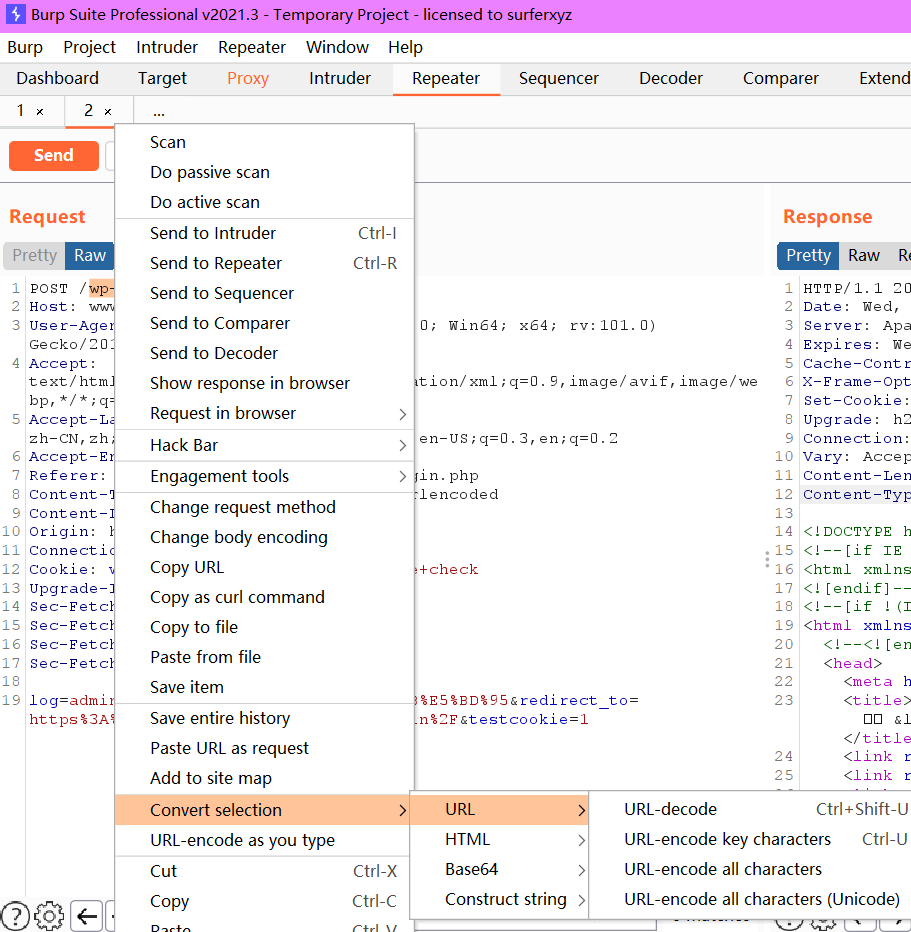 Burp Suite Professional v2021.3 - Temporary Project - licensed to surferxyz
Burp Project Intruder Repeater Window Help
Dashboard Target Proxy Intruder Repeater Sequencer Decoder Comparer Extend
1 × 2 × ...
Send
Request
Pretty Raw
1 POST /wp-
2 Host: www
3 User-Agen 0; Win64; x64; rv:101.0)
Gecko/201
4 Accept:
text/html ation/xml;q=0.9,image/avif,image/we
bp,*/*;q=
5 Accept-La
zh-CN,zh; en-US;q=0.3,en;q=0.2
6 Accept-En
7 Referer: gin.php
8 Content-T rlencoded
9 Content-L
10 Origin: h
11 Connectio
12 Cookie: w e+check
13 Upgrade-I
14 Sec-Fetch
15 Sec-Fetch
16 Sec-Fetch
17 Sec-Fetch
18
19 log=admin %E5%BD%95&redirect_to=
https%3A% n%2F&testcookie=1
Scan
Do passive scan
Do active scan
Send to Intruder Ctrl-I
Send to Repeater Ctrl-R
Send to Sequencer
Send to Comparer
Send to Decoder
Show response in browser
Request in browser
Hack Bar
Engagement tools
Change request method
Change body encoding
Copy URL
Copy as curl command
Copy to file
Paste from file
Save item
Save entire history
Paste URL as request
Add to site map
Convert selection
URL-encode as you type
Cut Ctrl-X
Copy Ctrl-C
Paste Ctrl-V
URL
HTML
Base64
Construct string
URL-decode Ctrl+Shift-U
URL-encode key characters Ctrl-U
URL-encode all characters
URL-encode all characters (Unicode)
Response
Pretty Raw Re
1 HTTP/1.1 20
2 Date: Wed,
3 Server: Apa
4 Expires: We
5 Cache-Contr
6 X-Frame-Opt
7 Set-Cookie:
8 Upgrade: h2
9 Connection:
10 Vary: Accep
11 Content-Len
12 Content-Typ
13
14 <!DOCTYPE h
15 <!--[if IE
16 <html xmlns
17 <![endif]--
18 <!--[if !(I
19 <html xmlns
20 <!--<![en
21 <head>
22 <meta h
23 <title>
&l
</title
24 <link r
25 <link r